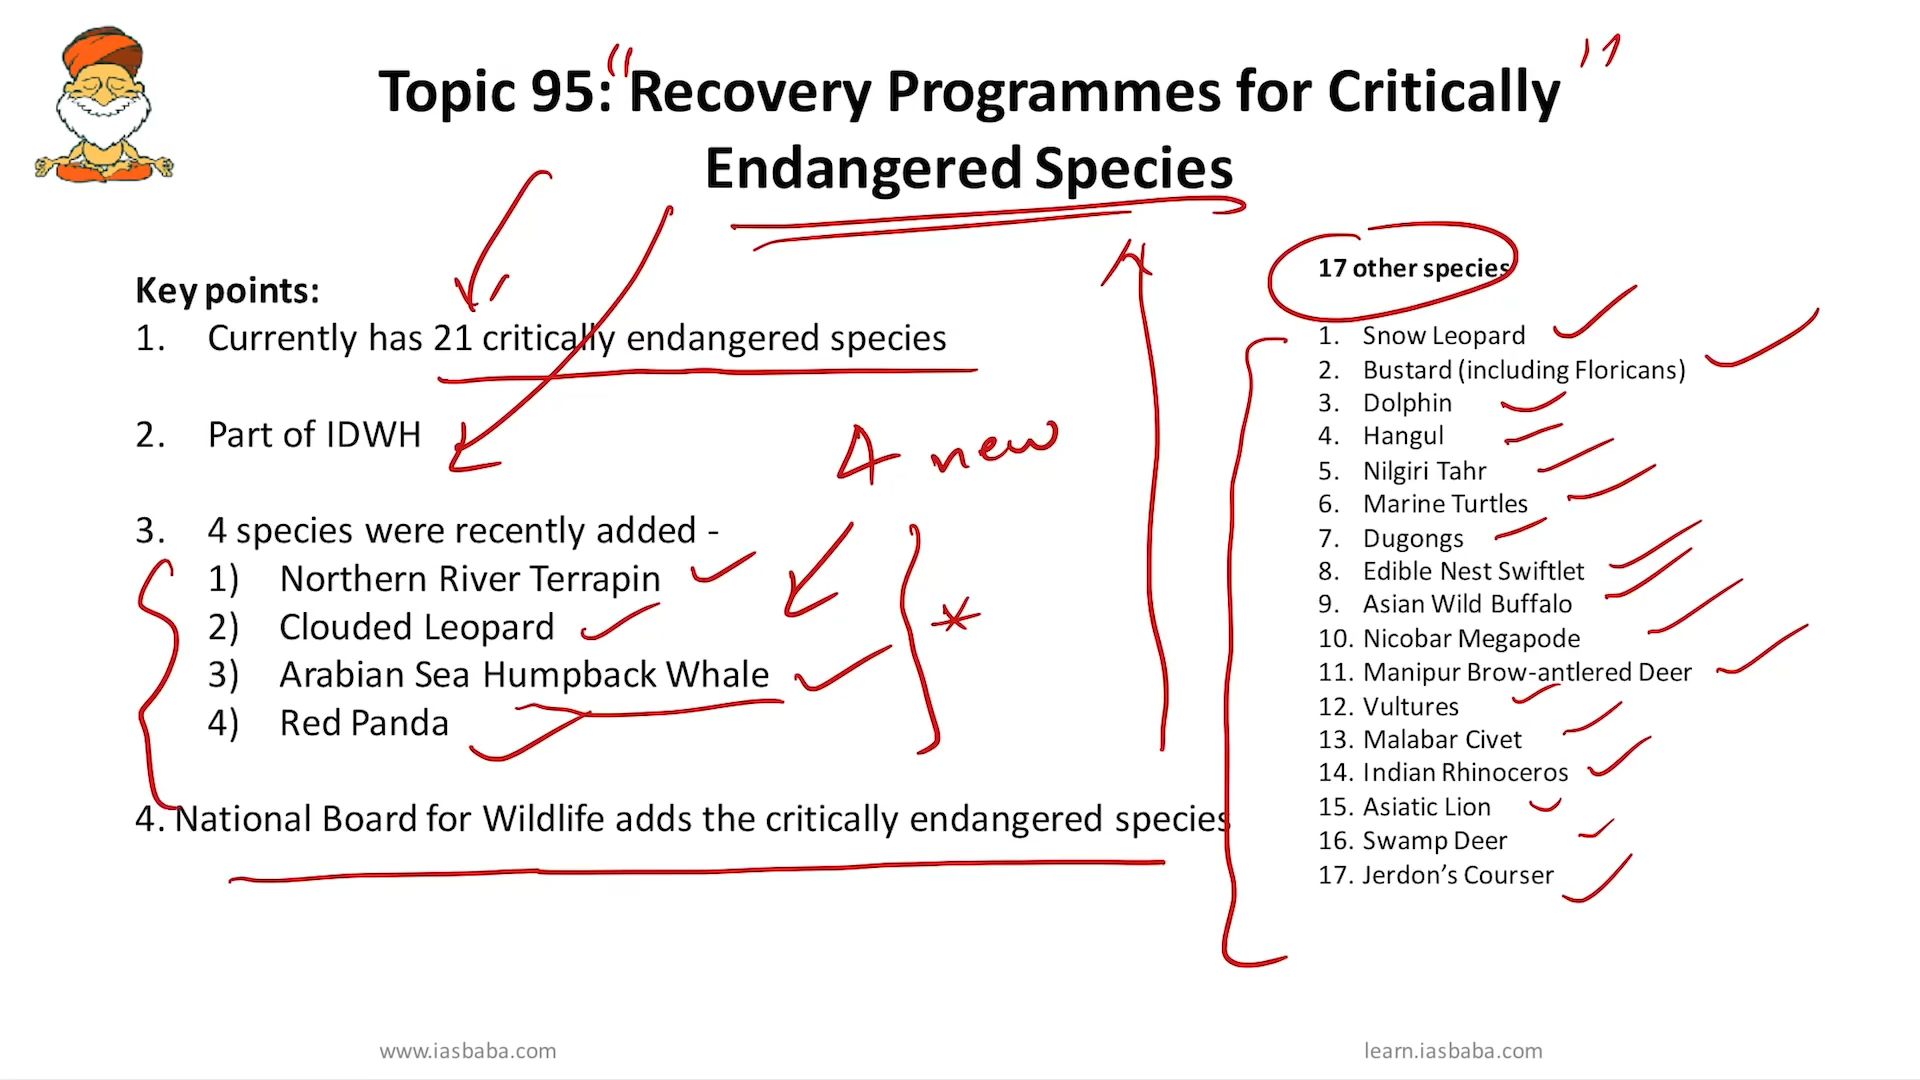 Topic 95: "Recovery Programmes for Critically"
Endangered Species
Key points:
1. Currently has 21 critically endangered species
2. Part of IDWH
4 new
3. 4 species were recently added -
1) Northern River Terrapin
2) Clouded Leopard
3) Arabian Sea Humpback Whale
4) Red Panda
4. National Board for Wildlife adds the critically endangered species
17 other species
1. Snow Leopard
2. Bustard (including Floricans)
3. Dolphin
4. Hangul
5. Nilgiri Tahr
6. Marine Turtles
7. Dugongs
8. Edible Nest Swiftlet
9. Asian Wild Buffalo
10. Nicobar Megapode
11. Manipur Brow-antlered Deer
12. Vultures
13. Malabar Civet
14. Indian Rhinoceros
15. Asiatic Lion
16. Swamp Deer
17. Jerdon’s Courser
www.iasbaba.com
learn.iasbaba.com